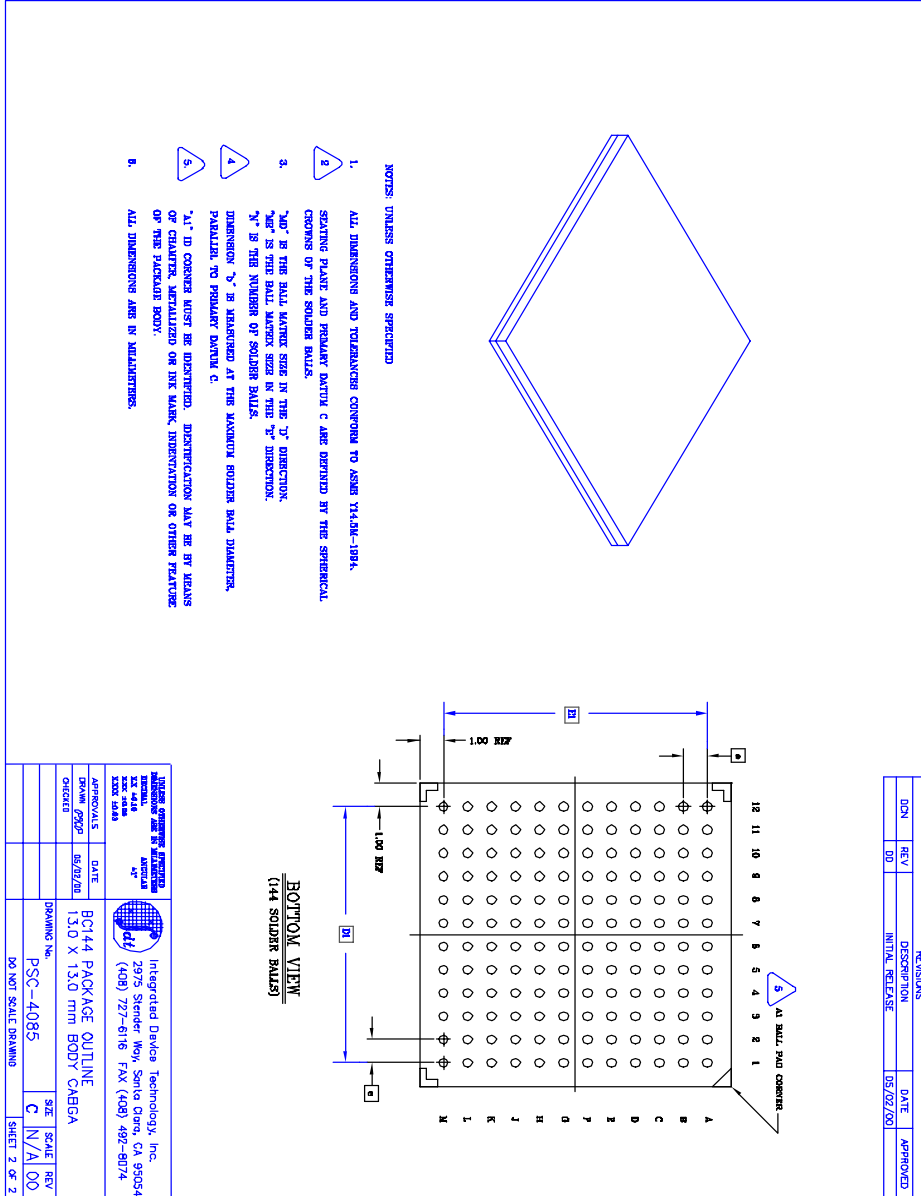 REVISIONS
DCN REV DESCRIPTION DATE APPROVED
00 INITIAL RELEASE 05/02/00
NOTES: UNLESS OTHERWISE SPECIFIED
1. ALL DIMENSIONS AND TOLERANCES CONFORM TO ASME Y14.5M-1994.
2 SEATING PLANE AND PRIMARY DATUM C ARE DEFINED BY THE SPHERICAL
CROWNS OF THE SOLDER BALLS.
3. "MD" IS THE BALL MATRIX SIZE IN THE "D" DIRECTION.
"ME" IS THE BALL MATRIX SIZE IN THE "E" DIRECTION.
"N" IS THE NUMBER OF SOLDER BALLS.
4 DIMENSION "b" IS MEASURED AT THE MAXIMUM SOLDER BALL DIAMETER,
PARALLEL TO PRIMARY DATUM C.
5. "A1" ID CORNER MUST BE IDENTIFIED. IDENTIFICATION MAY BE BY MEANS
OF CHAMFER, METALLIZED OR INK MARK, INDENTATION OR OTHER FEATURE
OF THE PACKAGE BODY.
6. ALL DIMENSIONS ARE IN MILLIMETERS.
5 A1 BALL PAD CORNER
12 11 10 9 8 7 6 5 4 3 2 1
A
B
C
D
E
F
G
H
J
K
L
M
e
E1
1.00 REF
1.00 REF
D1
e
BOTTOM VIEW
(144 SOLDER BALLS)
UNLESS OTHERWISE SPECIFIED
DIMENSIONS ARE IN MILLIMETERS
DECIMAL ANGULAR
APPROVALS DATE
DRAWN 05/02/00
CHECKED
idt
Integrated Device Technology, Inc.
2975 Stender Way, Santa Clara, CA 95054
(408) 727-6116 FAX (408) 492-8074
BC144 PACKAGE OUTLINE
13.0 X 13.0 mm BODY CABGA
DRAWING No. SIZE SCALE REV
PSC-4085 C N/A 00
DO NOT SCALE DRAWING SHEET 2 OF 2